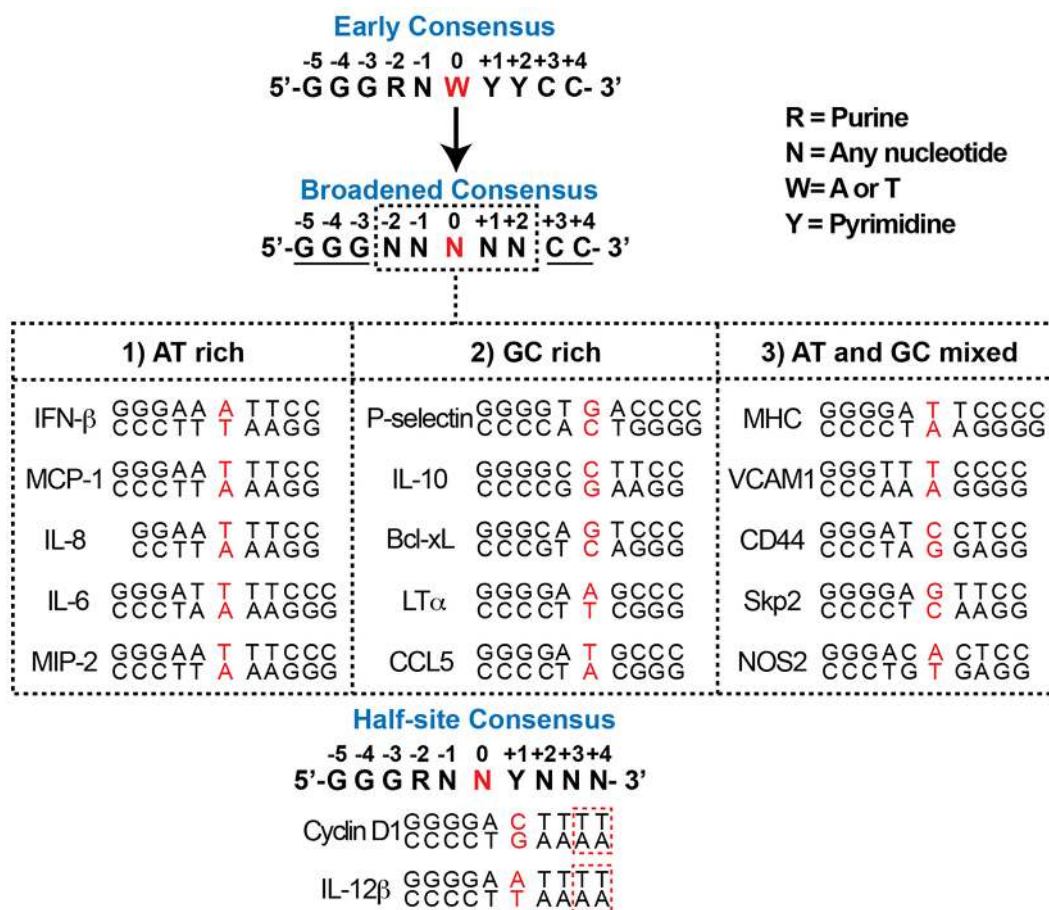 Early Consensus
-5 -4 -3 -2 -1 0 +1 +2 +3 +4
5’-G G G R N W Y Y C C- 3’
R = Purine
N = Any nucleotide
W= A or T
Y = Pyrimidine
Broadened Consensus
-5 -4 -3 -2 -1 0 +1 +2 +3 +4
5’-G G G N N N N N C C- 3’
1) AT rich
IFN-β
GGGAA A TTCC
CCCTT T AAGG
MCP-1
GGGAA T TTCC
CCCTT A AAGG
IL-8
GGAA T TTCC
CCTT A AAGG
IL-6
GGGAT T TTCCC
CCCTA A AAGGG
MIP-2
GGGAA T TTCCC
CCCTT A AAGGG
2) GC rich
P-selectin
GGGGT G ACCCC
CCCCA C TGGGG
IL-10
GGGGC C TTCC
CCCCG G AAGG
Bcl-xL
GGGCA G TCCC
CCCGT C AGGG
LTα
GGGGA A GCCC
CCCCT T CGGG
CCL5
GGGGA T GCCC
CCCCT A CGGG
3) AT and GC mixed
MHC
GGGGA T TCCCC
CCCCT A AGGGG
VCAM1
GGGTT T CCCC
CCCAA A GGGG
CD44
GGGAT C CTCC
CCCTA G GAGG
Skp2
GGGGA G TTCC
CCCCT C AAGG
NOS2
GGGAC A CTCC
CCCTG T GAGG
Half-site Consensus
-5 -4 -3 -2 -1 0 +1 +2 +3 +4
5’-G G G R N N Y N N N- 3’
Cyclin D1
GGGGA C TTTT
CCCCT G AAAA
IL-12β
GGGGA A TTTT
CCCCT T AAAA